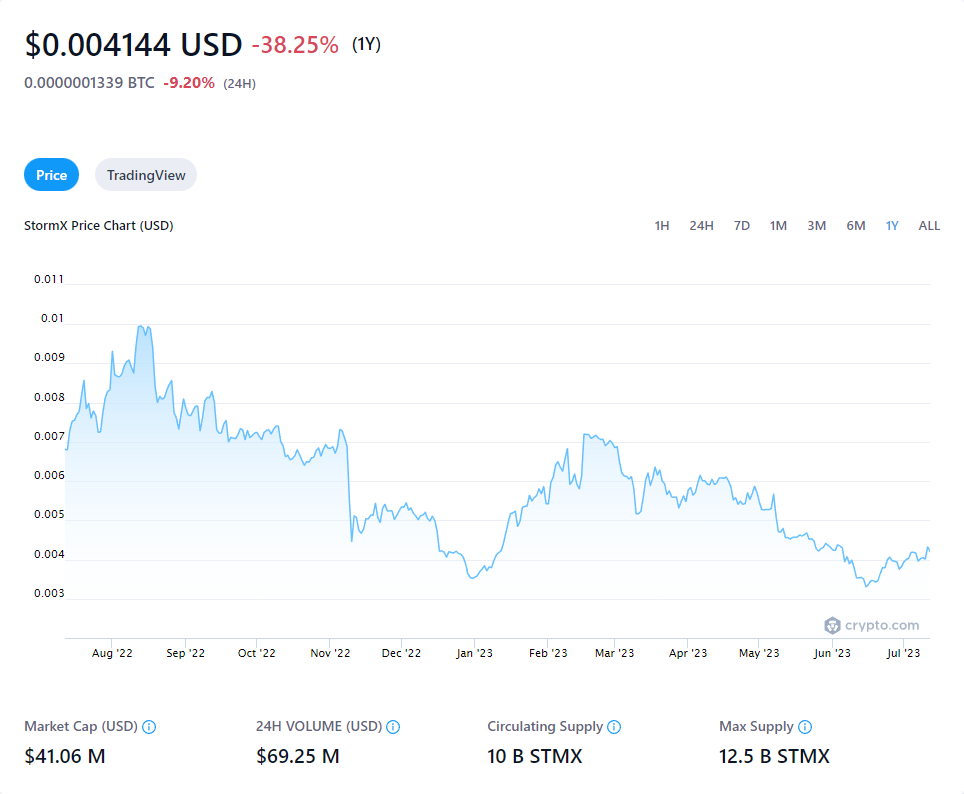 $0.004144 USD -38.25% (1Y)
0.0000001339 BTC -9.20% (24H)
Price TradingView
StormX Price Chart (USD) 1H 24H 7D 1M 3M 6M 1Y ALL
0.011
0.01
0.009
0.008
0.007
0.006
0.005
0.004
0.003
crypto.com
Aug '22 Sep '22 Oct '22 Nov '22 Dec '22 Jan '23 Feb '23 Mar '23 Apr '23 May '23 Jun '23 Jul '23
Market Cap (USD) 24H VOLUME (USD) Circulating Supply Max Supply
$41.06 M $69.25 M 10 B STMX 12.5 B STMX